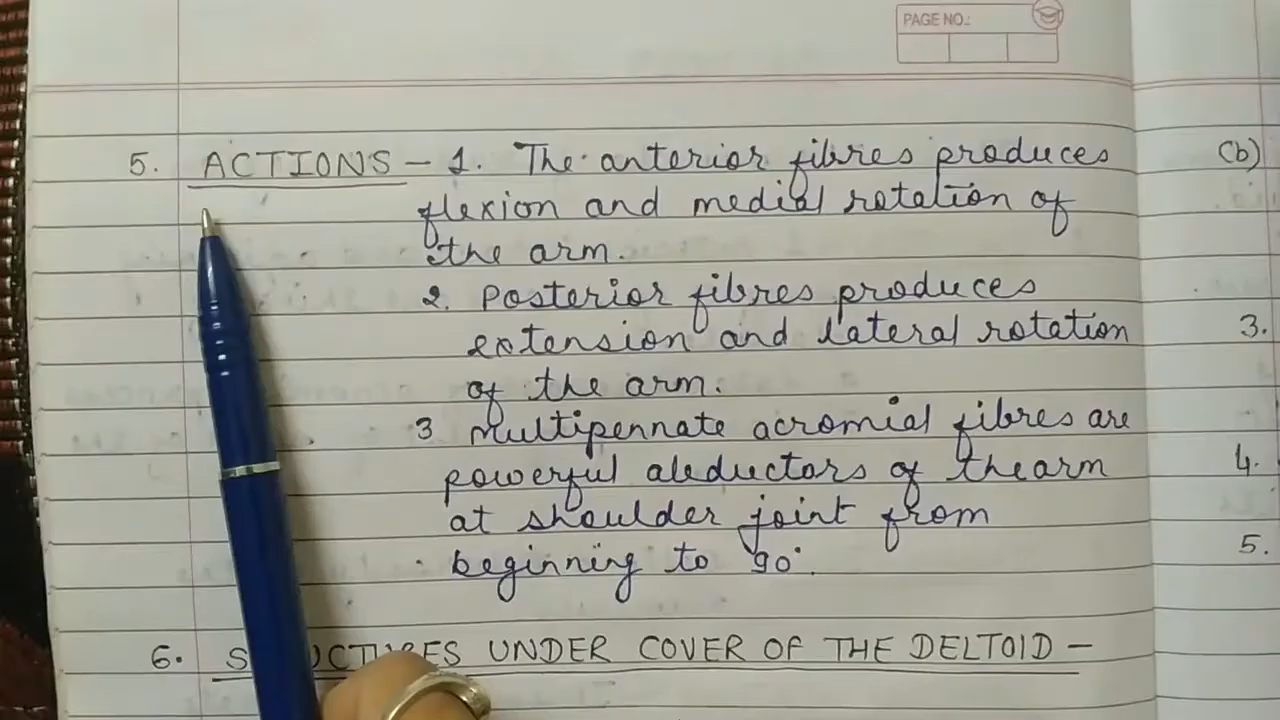 PAGE NO.:
5. ACTIONS - 1. The anterior fibres produces
flexion and medial rotation of
the arm.
2. Posterior fibres produces
extension and lateral rotation
of the arm.
3 Multipennate acromial fibres are
powerful abductors of the arm
at shoulder joint from
beginning to 90°.
6. UNDER COVER OF THE DELTOID -
(b)
3.
4.
5.